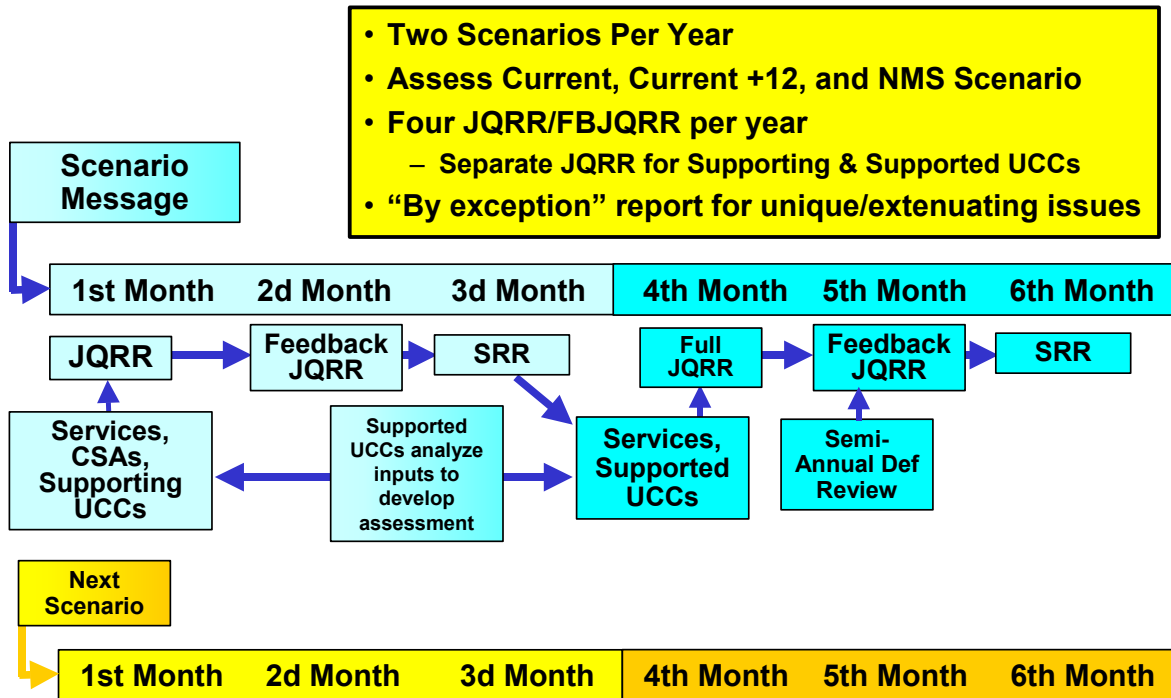 • Two Scenarios Per Year
• Assess Current, Current +12, and NMS Scenario
• Four JQRR/FBJQRR per year
– Separate JQRR for Supporting & Supported UCCs
• “By exception” report for unique/extenuating issues
Scenario
Message
1st Month 2d Month 3d Month 4th Month 5th Month 6th Month
JQRR
Feedback
JQRR
SRR
Full
JQRR
Feedback
JQRR
SRR
Services,
CSAs,
Supporting
UCCs
Supported
UCCs analyze
inputs to
develop
assessment
Services,
Supported
UCCs
Semi-
Annual Def
Review
Next
Scenario
1st Month 2d Month 3d Month 4th Month 5th Month 6th Month